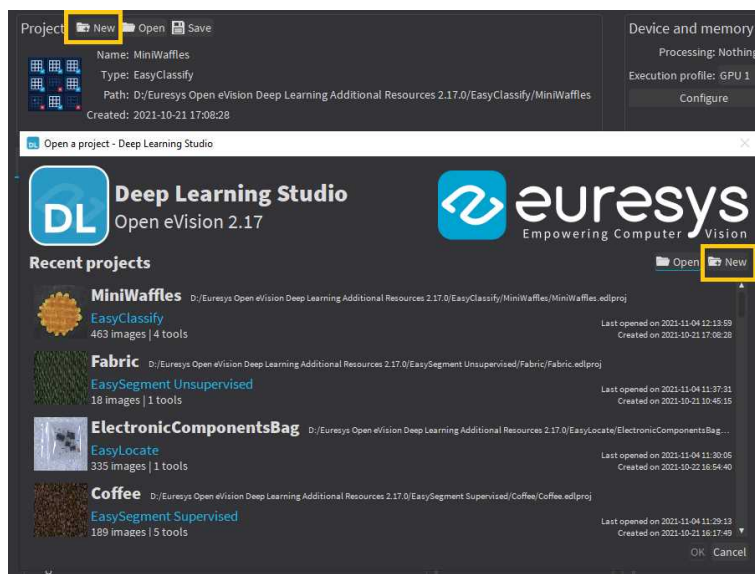 Project New Open Save
Device and memory
Name: MiniWaffles
Processing: Nothing
Type: EasyClassify
Execution profile: GPU 1
Path: D:/Euresys Open eVision Deep Learning Additional Resources 2.17.0/EasyClassify/MiniWaffles
Configure
Created: 2021-10-21 17:08:28
DL Open a project - Deep Learning Studio
DL
Deep Learning Studio
Open eVision 2.17
euresys
Empowering Computer Vision
Recent projects
Open New
MiniWaffles D:/Euresys Open eVision Deep Learning Additional Resources 2.17.0/EasyClassify/MiniWaffles/MiniWaffles.edlproj
EasyClassify
463 images | 4 tools
Last opened on 2021-11-04 12:13:59
Created on 2021-10-21 17:08:28
Fabric D:/Euresys Open eVision Deep Learning Additional Resources 2.17.0/EasySegment Unsupervised/Fabric/Fabric.edlproj
EasySegment Unsupervised
18 images | 1 tools
Last opened on 2021-11-04 11:37:31
Created on 2021-10-21 10:45:15
ElectronicComponentsBag D:/Euresys Open eVision Deep Learning Additional Resources 2.17.0/EasyLocate/ElectronicComponentsBag...
EasyLocate
335 images | 1 tools
Last opened on 2021-11-04 11:30:05
Created on 2021-10-22 16:54:40
Coffee D:/Euresys Open eVision Deep Learning Additional Resources 2.17.0/EasySegment Supervised/Coffee/Coffee.edlproj
EasySegment Supervised
189 images | 5 tools
Last opened on 2021-11-04 11:29:13
Created on 2021-10-21 16:17:49
OK Cancel